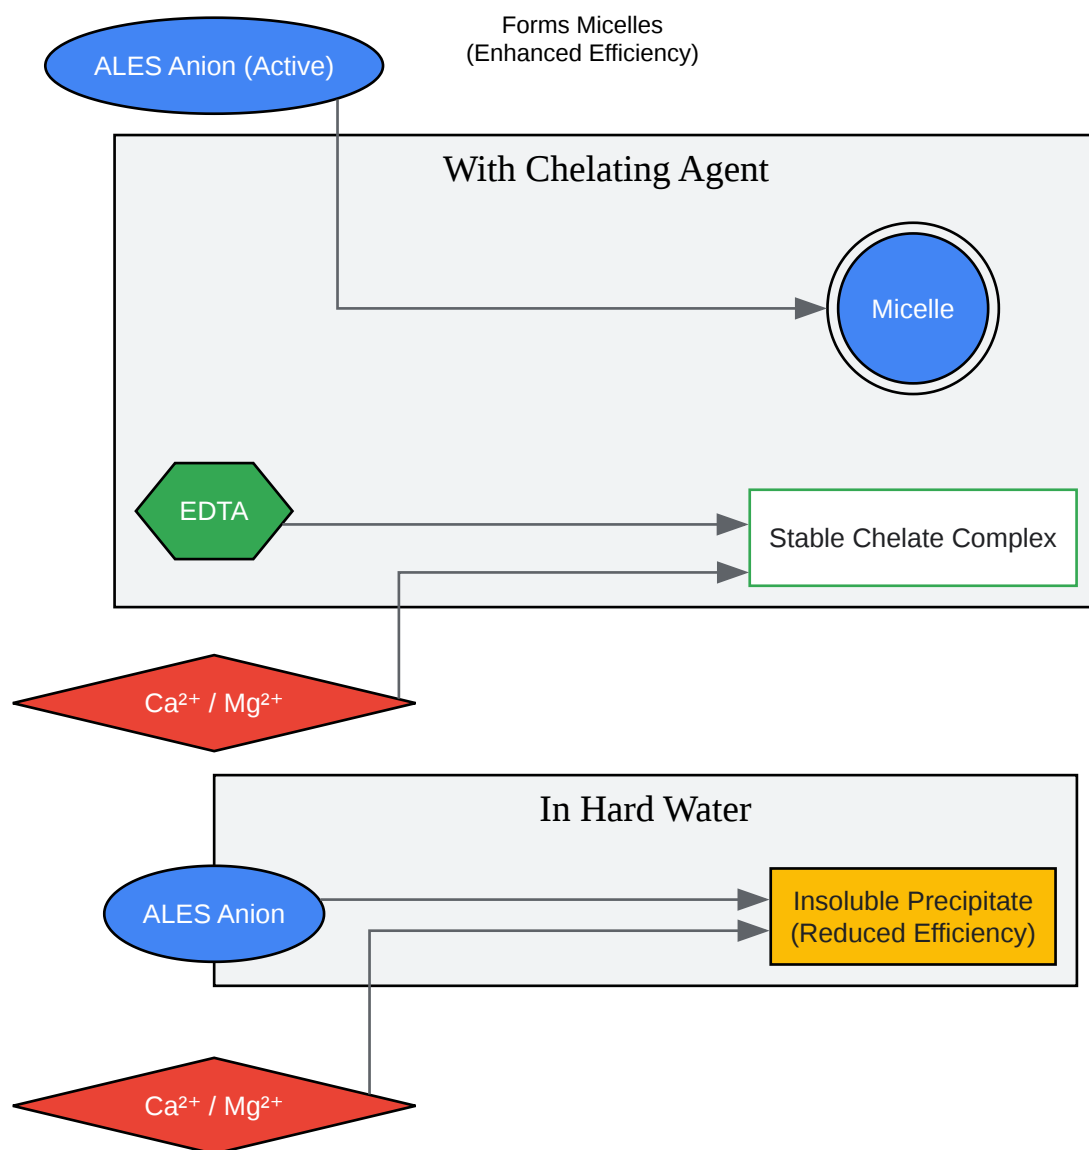 Forms Micelles
(Enhanced Efficiency)
ALES Anion (Active)
With Chelating Agent
Micelle
EDTA
Stable Chelate Complex
Ca²⁺ / Mg²⁺
In Hard Water
ALES Anion
Insoluble Precipitate
(Reduced Efficiency)
Ca²⁺ / Mg²⁺